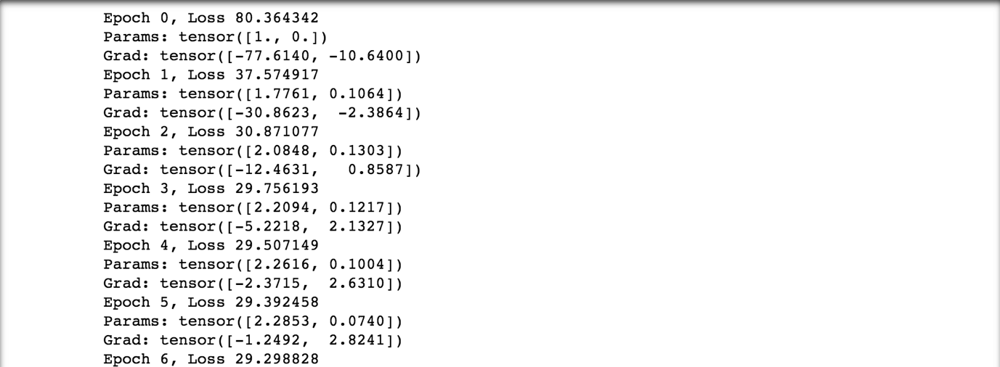 Epoch 0, Loss 80.364342
Params: tensor([1., 0.])
Grad: tensor([-77.6140, -10.6400])
Epoch 1, Loss 37.574917
Params: tensor([1.7761, 0.1064])
Grad: tensor([-30.8623,  -2.3864])
Epoch 2, Loss 30.871077
Params: tensor([2.0848, 0.1303])
Grad: tensor([-12.4631,   0.8587])
Epoch 3, Loss 29.756193
Params: tensor([2.2094, 0.1217])
Grad: tensor([-5.2218,  2.1327])
Epoch 4, Loss 29.507149
Params: tensor([2.2616, 0.1004])
Grad: tensor([-2.3715,  2.6310])
Epoch 5, Loss 29.392458
Params: tensor([2.2853, 0.0740])
Grad: tensor([-1.2492,  2.8241])
Epoch 6, Loss 29.298828